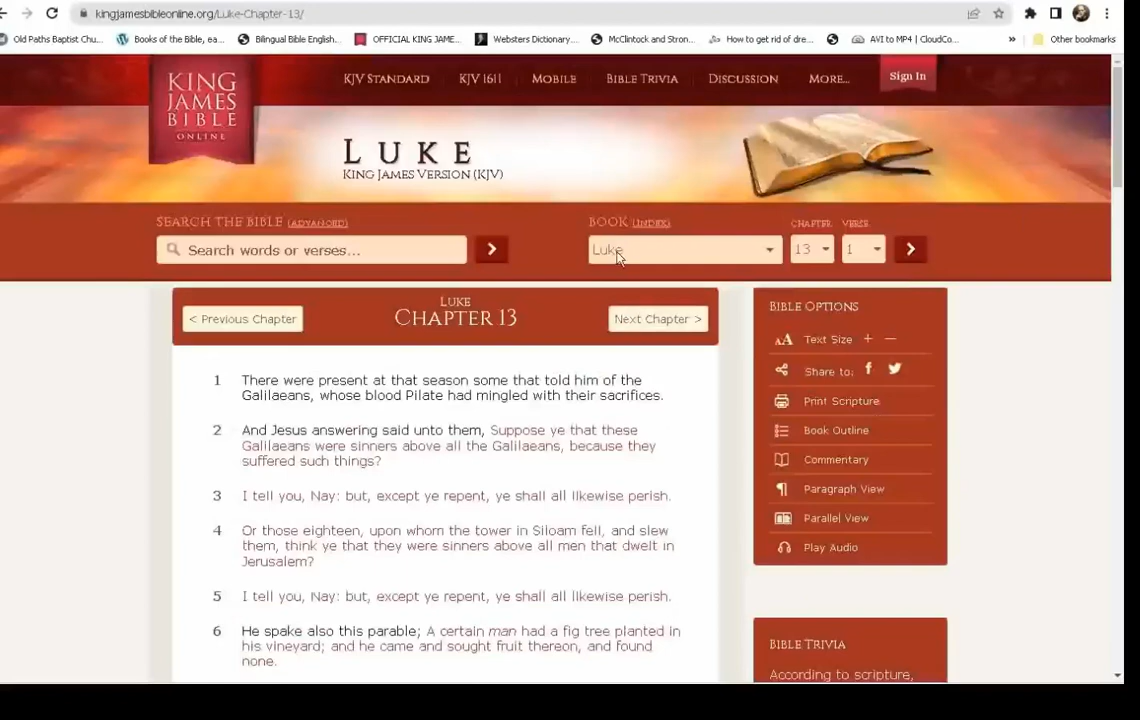 kingjamesbibleonline.org/Luke-Chapter-13/
Old Paths Baptist Chu...
Books of the Bible, ea...
Bilingual Bible English...
OFFICIAL KING JAME...
Websters Dictionary...
McClintock and Stron...
How to get rid of dre...
AVI to MP4 | CloudCo...
»
Other bookmarks
KING
JAMES
BIBLE
ONLINE
KJV STANDARD
KJV 1611
MOBILE
BIBLE TRIVIA
DISCUSSION
MORE...
Sign In
LUKE
KING JAMES VERSION (KJV)
SEARCH THE BIBLE (ADVANCED)
BOOK (INDEX)
CHAPTER
VERSE
Search words or verses...
Luke
13
1
LUKE
CHAPTER 13
< Previous Chapter
Next Chapter >
1 There were present at that season some that told him of the
Galilaeans, whose blood Pilate had mingled with their sacrifices.
2 And Jesus answering said unto them, Suppose ye that these
Galilaeans were sinners above all the Galilaeans, because they
suffered such things?
3 I tell you, Nay: but, except ye repent, ye shall all likewise perish.
4 Or those eighteen, upon whom the tower in Siloam fell, and slew
them, think ye that they were sinners above all men that dwelt in
Jerusalem?
5 I tell you, Nay: but, except ye repent, ye shall all likewise perish.
6 He spake also this parable; A certain man had a fig tree planted in
his vineyard; and he came and sought fruit thereon, and found
none.
BIBLE OPTIONS
AA Text Size + −
Share to: f
Print Scripture
Book Outline
Commentary
¶ Paragraph View
Parallel View
Play Audio
BIBLE TRIVIA
According to scripture,